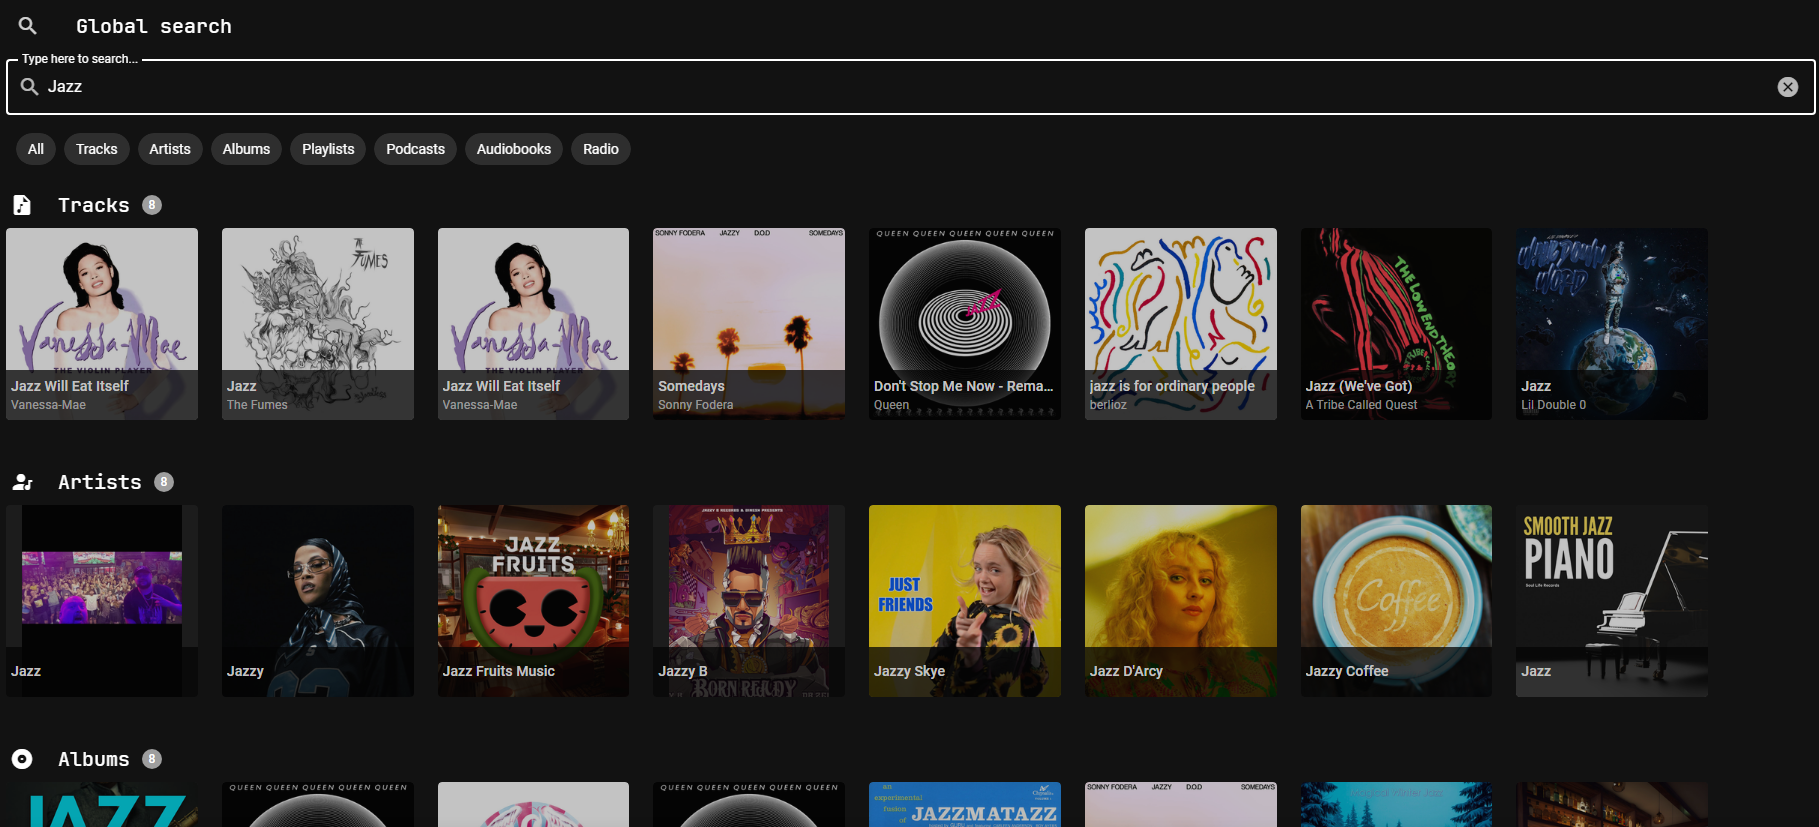 Global search
Type here to search...
Jazz
All
Tracks
Artists
Albums
Playlists
Podcasts
Audiobooks
Radio
Tracks 8
Vanessa-Mae
THE VIOLIN PLAYER
Jazz Will Eat Itself
Vanessa-Mae
THE FUMES
Jazz
The Fumes
Vanessa-Mae
THE VIOLIN PLAYER
Jazz Will Eat Itself
Vanessa-Mae
SONNY FODERA JAZZY D.O.D SOMEDAYS
Somedays
Sonny Fodera
QUEEN QUEEN QUEEN QUEEN QUEEN
JAZZ
Don't Stop Me Now - Rema...
Queen
jazz is for ordinary people
berlioz
THE LOW END THEORY
Jazz (We've Got)
A Tribe Called Quest
Jazz
Lil Double 0
Artists 8
Jazz
Jazzy
JAZZ
FRUITS
Jazz Fruits Music
BORN READY
Jazzy B
JUST
FRIENDS
Jazzy Skye
Jazz D'Arcy
Coffee
Jazzy Coffee
SMOOTH JAZZ
PIANO
Soul Life Records
Jazz
Albums 8
JAZZ
QUEEN QUEEN QUEEN QUEEN QUEEN
QUEEN QUEEN QUEEN QUEEN QUEEN
an
experimental
fusion
of
JAZZMATAZZ
SONNY FODERA JAZZY D.O.D SOMEDAYS